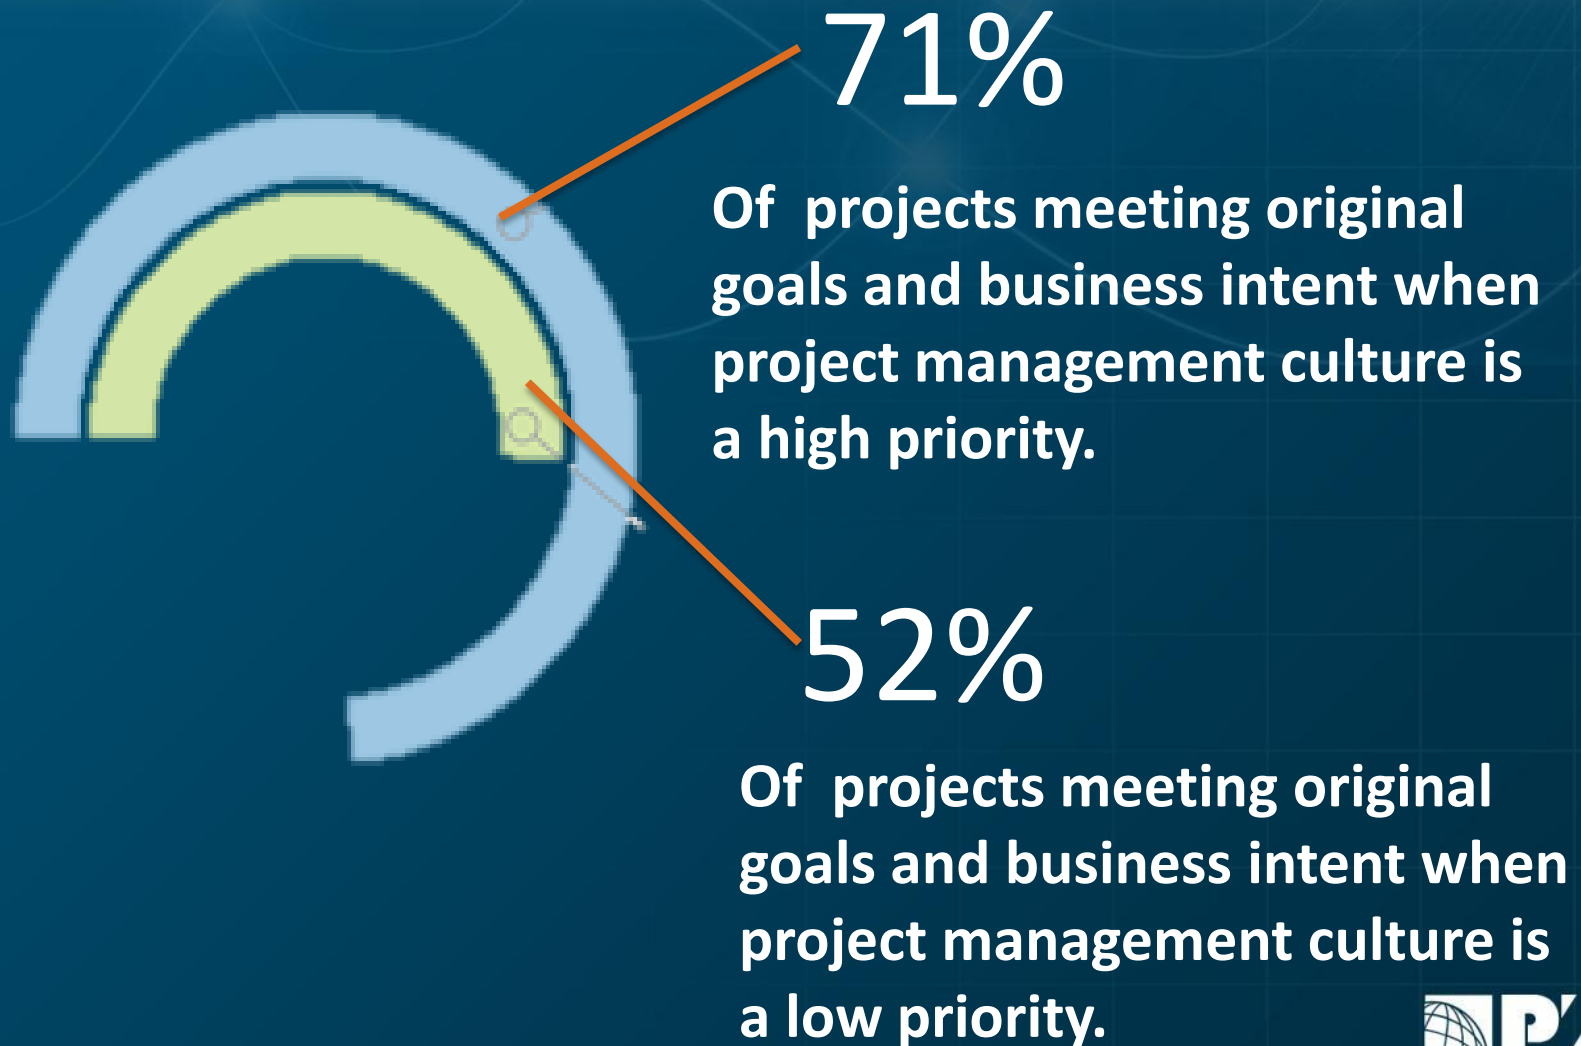 71%
Of projects meeting original
goals and business intent when
project management culture is
a high priority.
52%
Of projects meeting original
goals and business intent when
project management culture is
a low priority.